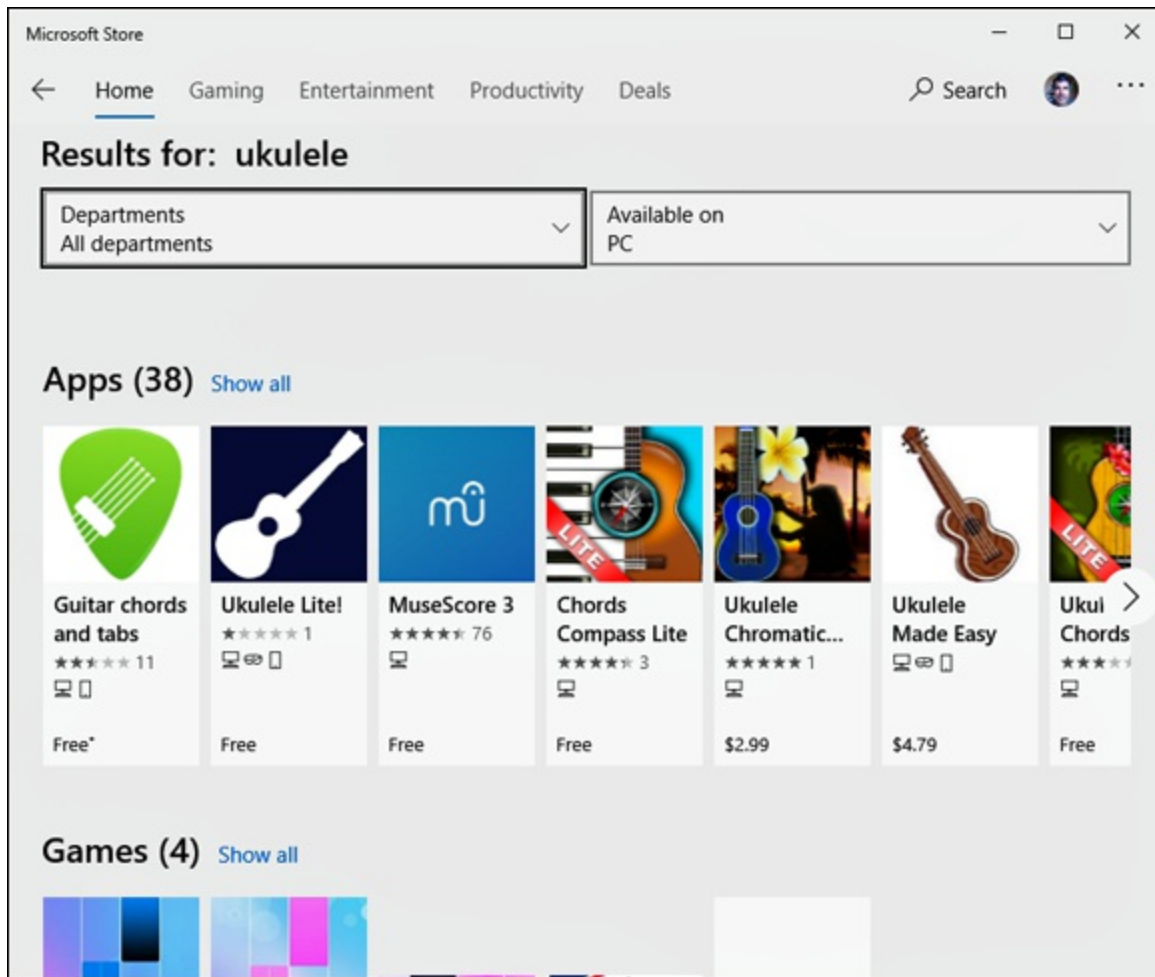 Microsoft Store
Home Gaming Entertainment Productivity Deals Search
Results for: ukulele
Departments
All departments
Available on
PC
Apps (38) Show all
LITE
LITE
Guitar chords
and tabs
11
Free*
Ukulele Lite!
1
Free
MuseScore 3
76
Free
Chords
Compass Lite
3
Free
Ukulele
Chromatic...
1
$2.99
Ukulele
Made Easy
$4.79
Chords
Free
Games (4) Show all